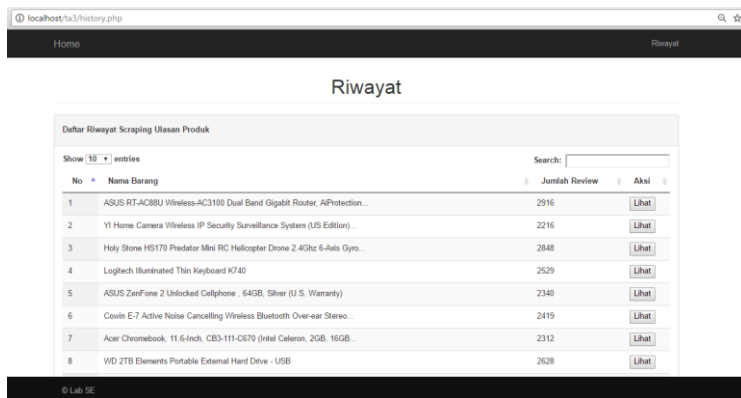 localhost/ta3/history.php
Home Riwayat
Riwayat
Daftar Riwayat Scraping Ulasan Produk
Show 10 entries Search:
No Nama Barang Jumlah Review Aksi
1 ASUS RT-AC88U Wireless-AC3100 Dual Band Gigabit Router, AiProtection... 2916 Lihat
2 YI Home Camera Wireless IP Security Surveillance System (US Edition)... 2216 Lihat
3 Holy Stone HS170 Predator Mini RC Helicopter Drone 2.4Ghz 6-Axis Gyro... 2848 Lihat
4 Logitech Illuminated Thin Keyboard K740 2529 Lihat
5 ASUS ZenFone 2 Unlocked Cellphone , 64GB, Silver (U.S. Warranty) 2340 Lihat
6 Cowin E-7 Active Noise Cancelling Wireless Bluetooth Over-ear Stereo... 2419 Lihat
7 Acer Chromebook, 11.6-Inch, CB3-111-C670 (Intel Celeron, 2GB, 16GB... 2312 Lihat
8 WD 2TB Elements Portable External Hard Drive - USB 2628 Lihat
© Lab SE